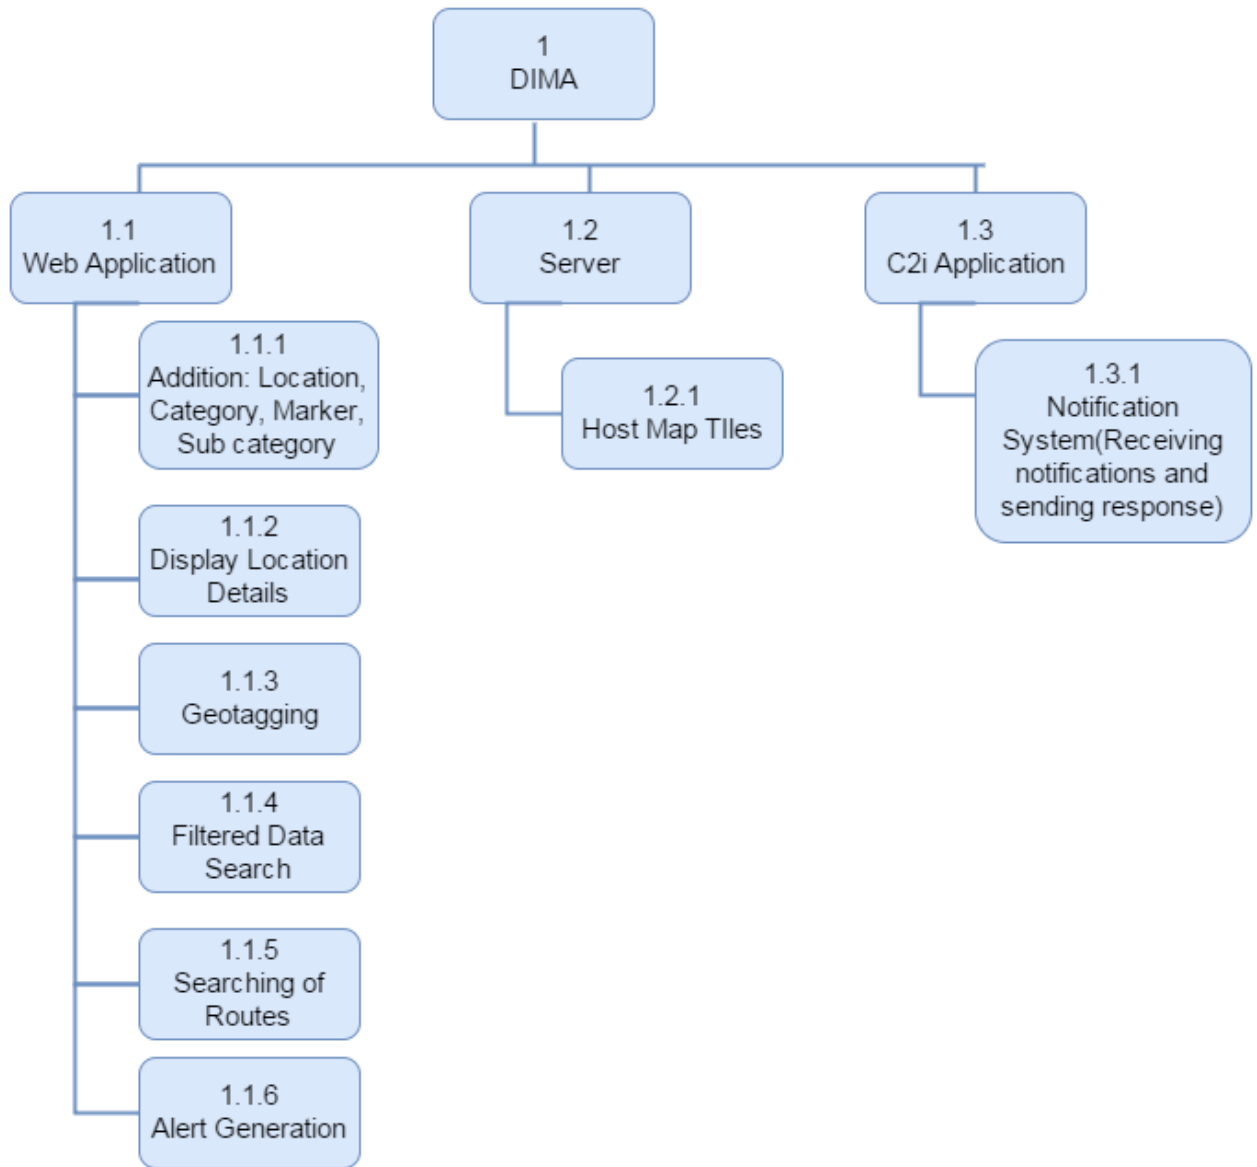 1
DIMA
1.1
Web Application
1.2
Server
1.3
C2i Application
1.1.1
Addition: Location,
Category, Marker,
Sub category
1.2.1
Host Map TIles
1.3.1
Notification
System(Receiving
notifications and
sending response)
1.1.2
Display Location
Details
1.1.3
Geotagging
1.1.4
Filtered Data
Search
1.1.5
Searching of
Routes
1.1.6
Alert Generation